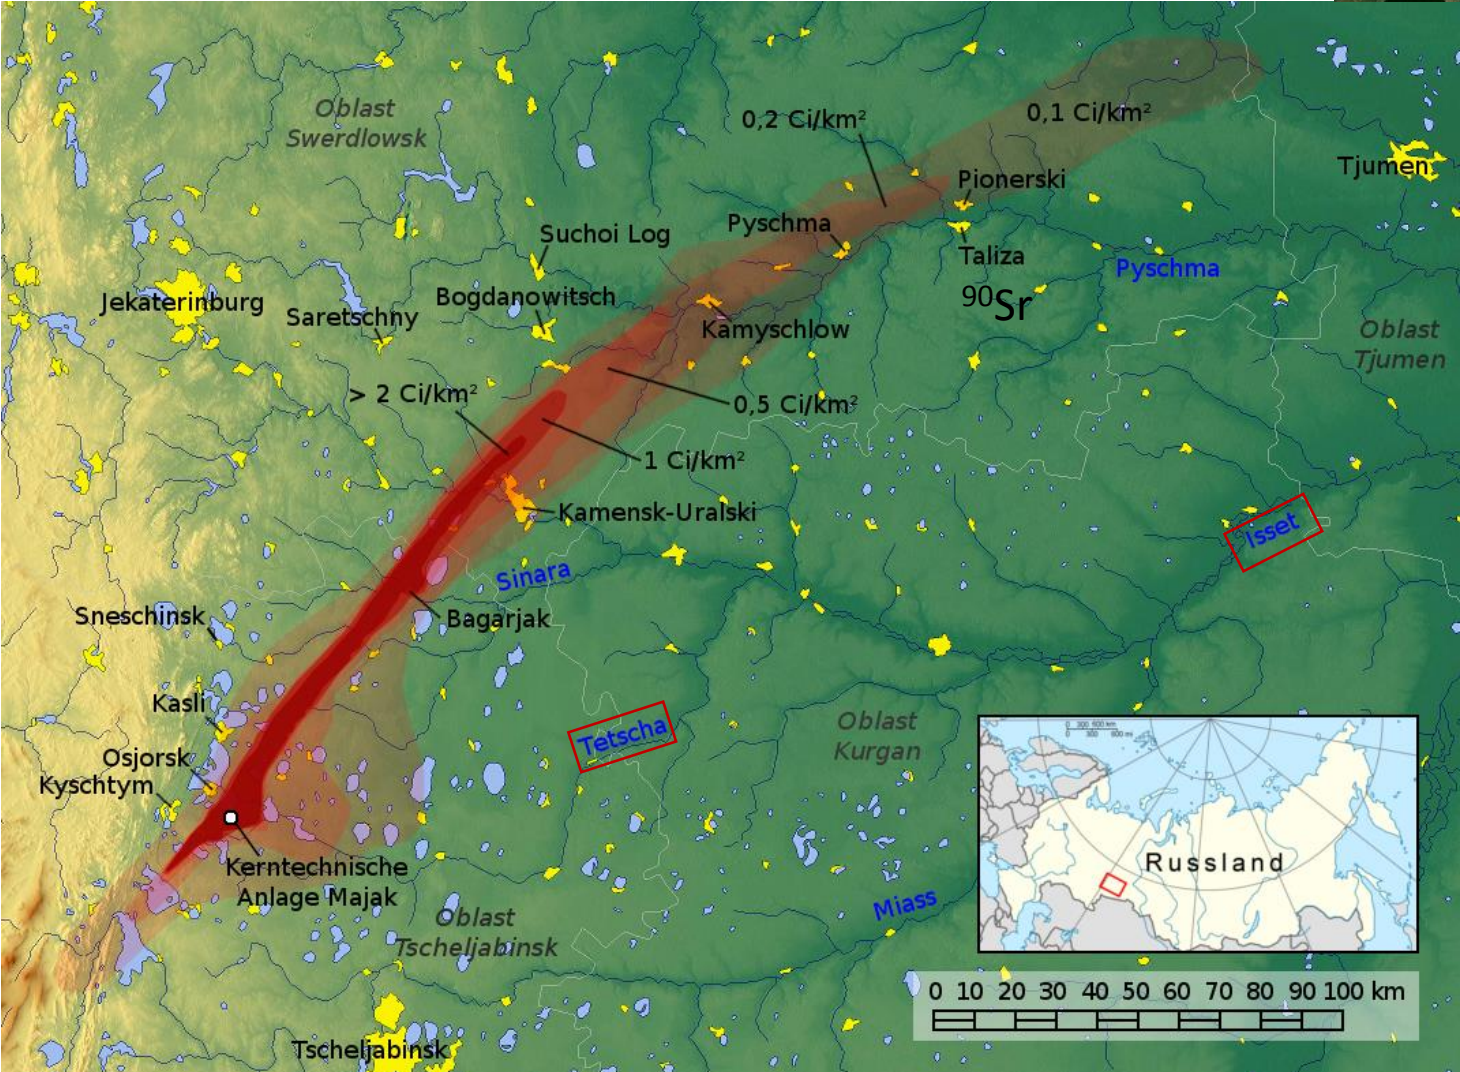 Oblast
Swerdlowsk
0,2 Ci/km²
0,1 Ci/km²
Tjumen
Pionerski
Pyschma
Suchoi Log
Taliza
Pyschma
Jekaterinburg
Saretschny
Bogdanowitsch
⁹⁰Sr
Kamyschlow
Oblast
Tjumen
> 2 Ci/km²
0,5 Ci/km²
1 Ci/km²
Kamensk-Uralski
Isset
Sinara
Sneschinsk
Bagarjak
Kasli
Tetscha
Oblast
Kurgan
Osjorsk
Kyschtym
Kerntechnische
Anlage Majak
Oblast
Tscheljabinsk
Miass
Tscheljabinsk
Russland
0 10 20 30 40 50 60 70 80 90 100 km